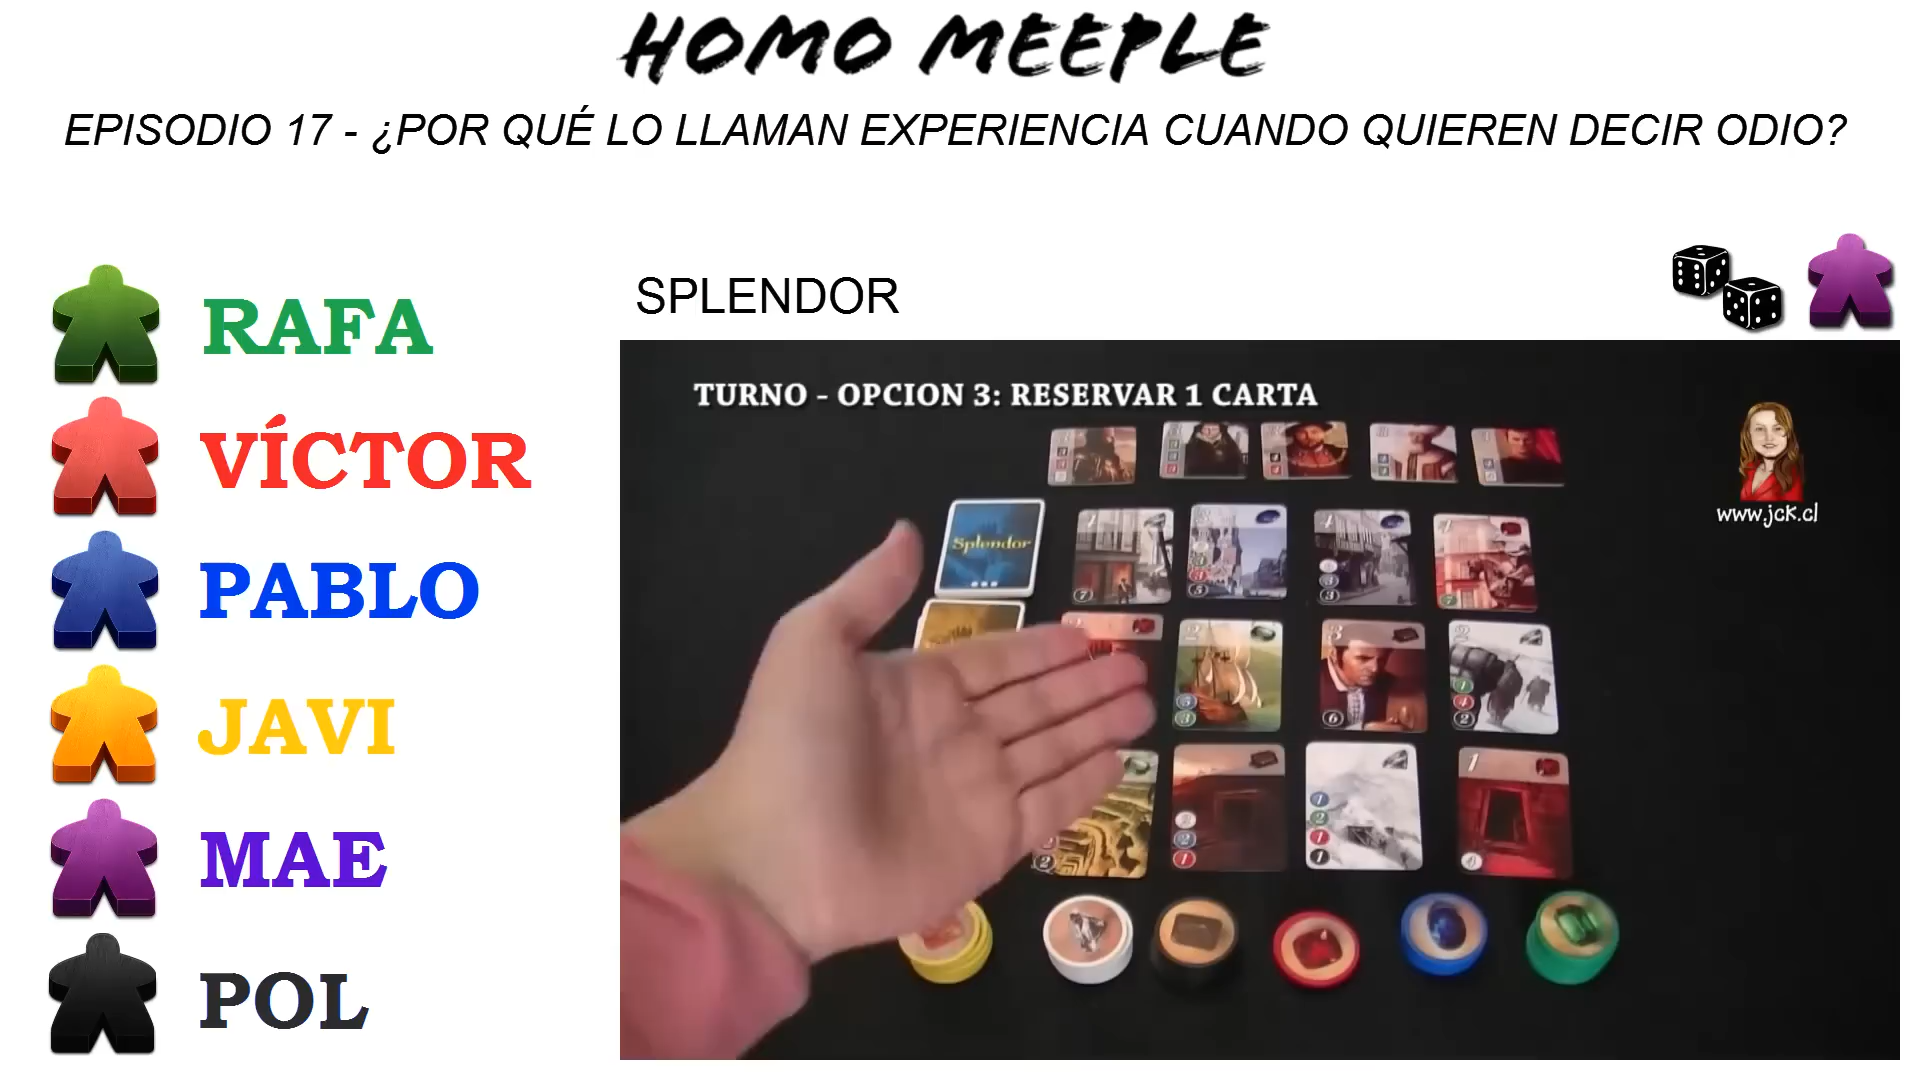 HOMO MEEPLE
EPISODIO 17 - ¿POR QUÉ LO LLAMAN EXPERIENCIA CUANDO QUIEREN DECIR ODIO?
SPLENDOR
RAFA
VÍCTOR
PABLO
JAVI
MAE
POL
TURNO - OPCION 3: RESERVAR 1 CARTA
www.jck.cl
Splendor